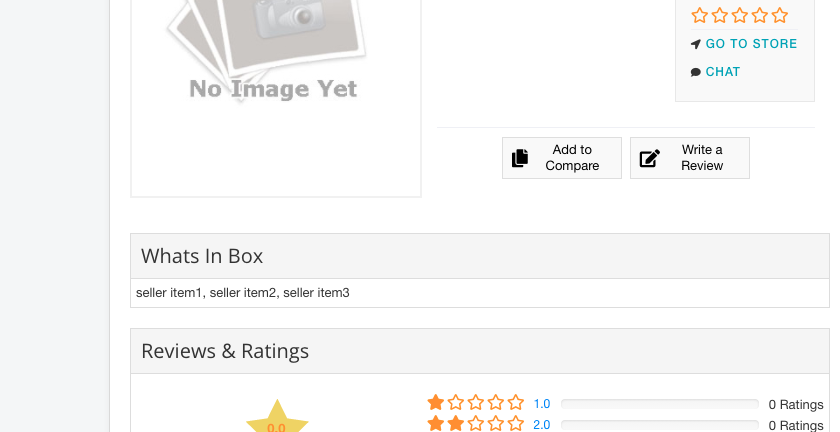 No Image Yet
GO TO STORE
CHAT
Add to
Compare
Write a
Review
Whats In Box
seller item1, seller item2, seller item3
Reviews & Ratings
0.0
1.0 0 Ratings
2.0 0 Ratings